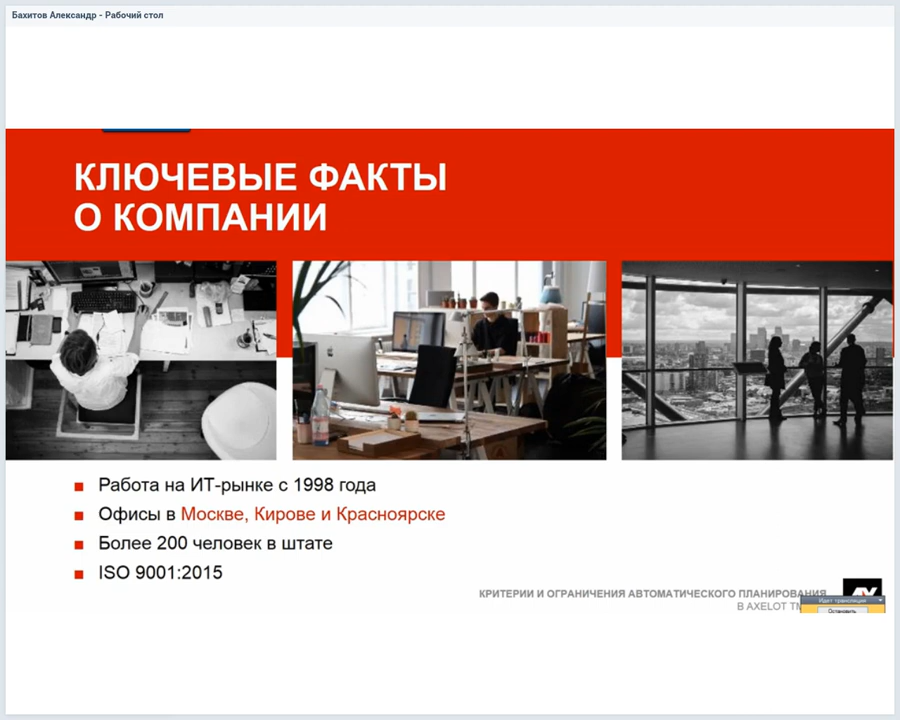 Бахитов Александр - Рабочий стол
КЛЮЧЕВЫЕ ФАКТЫ
О КОМПАНИИ
Работа на ИТ-рынке с 1998 года
Офисы в Москве, Кирове и Красноярске
Более 200 человек в штате
ISO 9001:2015
КРИТЕРИИ И ОГРАНИЧЕНИЯ АВТОМАТИЧЕСКОГО ПЛАНИРОВАНИЯ
В AXELOT
Идет трансляция
Остановить